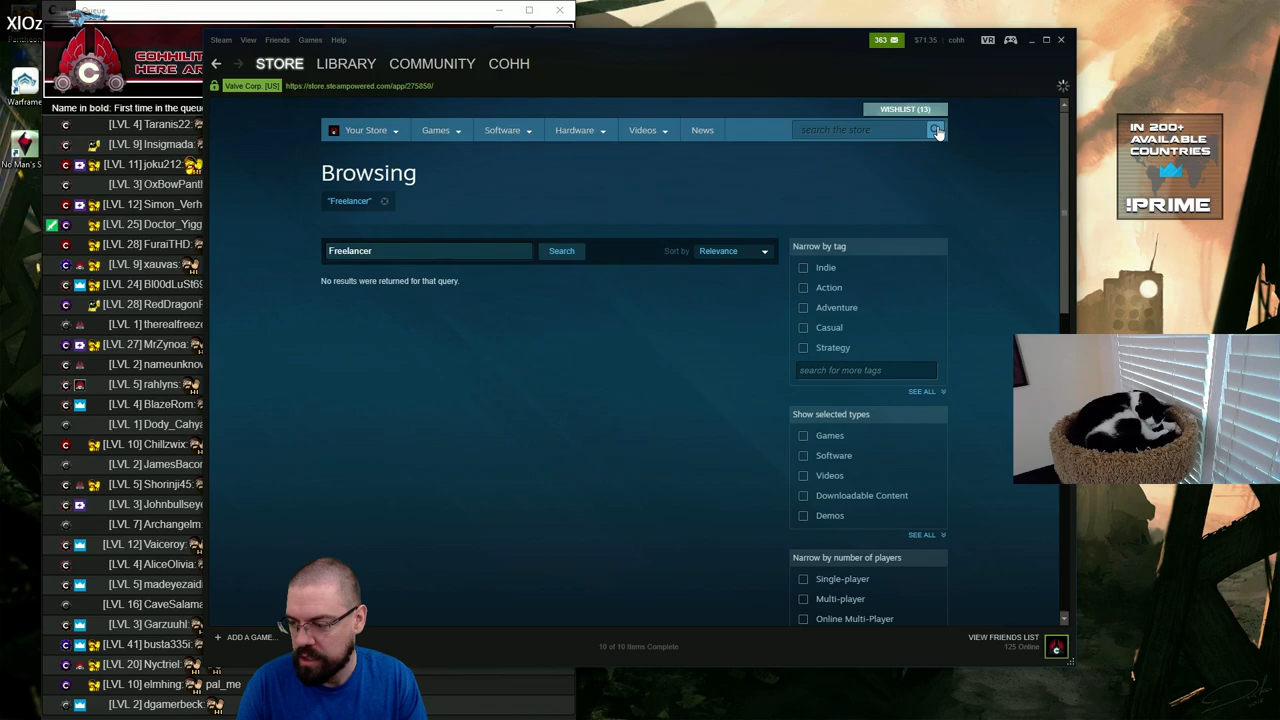 XIOz
Queue
COHHILIT
HERE AR
Warframe
No Man's S
Name in bold: First time in the queue
[LVL 4] Taranis22:
[LVL 9] Insigmada:
[LVL 11] joku212:
[LVL 3] OxBowPanth
[LVL 12] Simon_Verh
[LVL 25] Doctor_Yigg
[LVL 28] FuraiTHD:
[LVL 9] xauvas:
[LVL 24] Bl00dLuSt69
[LVL 28] RedDragonF
[LVL 1] therealfreeze
[LVL 27] MrZynoa:
[LVL 2] nameunknow
[LVL 5] rahlyns:
[LVL 4] BlazeRom:
[LVL 1] Dody_Cahya
[LVL 10] Chillzwix:
[LVL 2] JamesBacon
[LVL 5] Shorinji45:
[LVL 3] Johnbullseye
[LVL 7] Archangelm:
[LVL 12] Vaiceroy:
[LVL 4] AliceOlivia:
[LVL 5] madeyezaidi
[LVL 16] CaveSalama
[LVL 3] Garzuuhl:
[LVL 41] busta335i:
[LVL 20] Nyctriel:
[LVL 10] elmhing: pal_me
[LVL 2] dgamerbeck:
Steam View Friends Games Help
363 $71.35 cohh VR
STORE LIBRARY COMMUNITY COHH
Valve Corp. [US] https://store.steampowered.com/app/275850/
WISHLIST (13)
Your Store Games Software Hardware Videos News search the store
Browsing
"Freelancer"
Freelancer Search Sort by Relevance
No results were returned for that query.
Narrow by tag
Indie
Action
Adventure
Casual
Strategy
search for more tags
SEE ALL
Show selected types
Games
Software
Videos
Downloadable Content
Demos
SEE ALL
Narrow by number of players
Single-player
Multi-player
Online Multi-Player
ADD A GAME...
10 of 10 Items Complete
VIEW FRIENDS LIST
125 Online
IN 200+
AVAILABLE
COUNTRIES
!PRIME